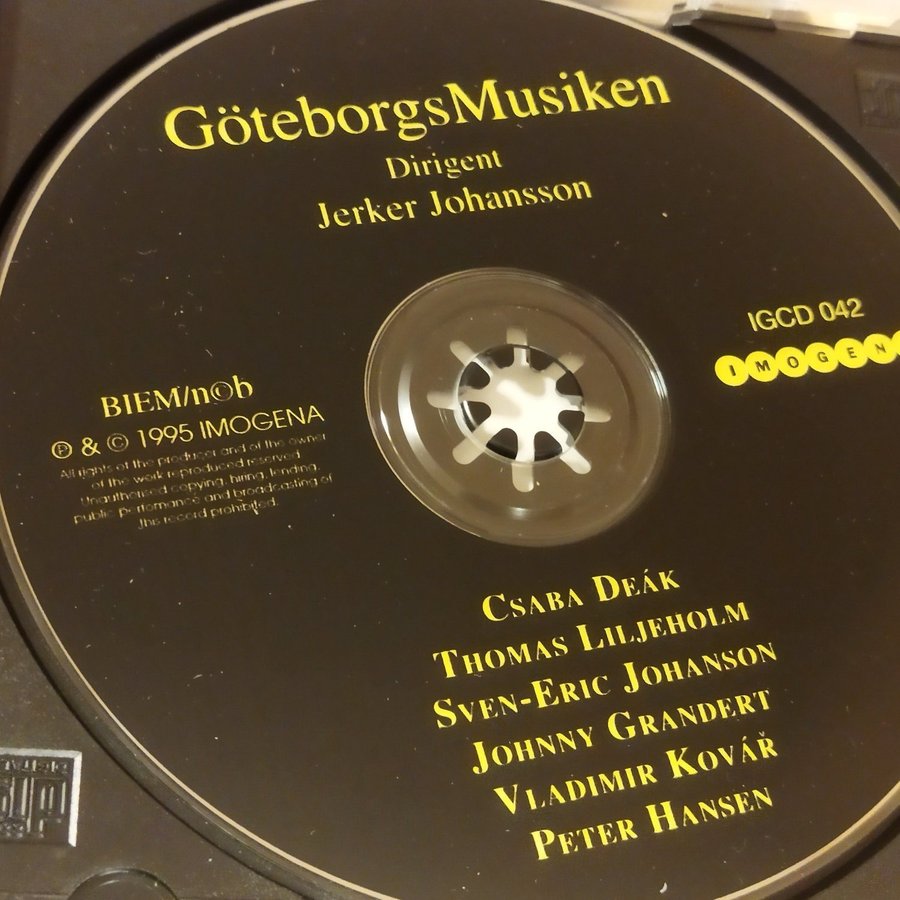 GöteborgsMusiken
Dirigent
Jerker Johansson
IGCD 042
IMOGEN
BIEM/n©b
℗ & © 1995 IMOGENA
All rights of the producer and of the owner
of the work reproduced reserved
Unauthorised copying, hiring, lending,
public performance and broadcasting of
this record prohibited.
CSABA DEÁK
THOMAS LILJEHOLM
SVEN-ERIC JOHANSON
JOHNNY GRANDERT
VLADIMIR KOVÁŘ
PETER HANSEN